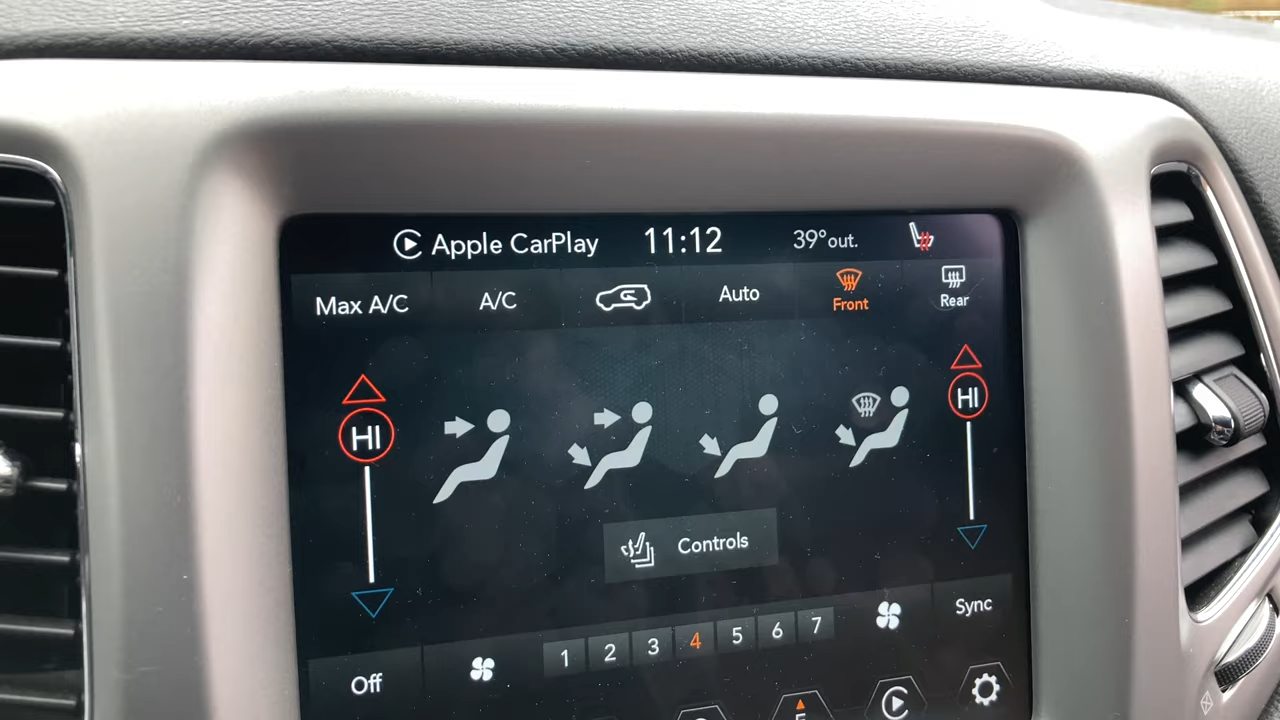 Apple CarPlay 11:12 39° out.
Max A/C A/C Auto Front Rear
HI HI
Controls
1 2 3 4 5 6 7 Sync
Off